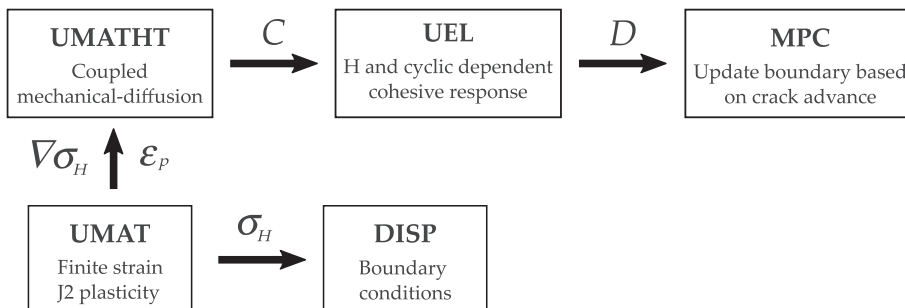 UMATHT
Coupled
mechanical-diffusion
C
UEL
H and cyclic dependent
cohesive response
D
MPC
Update boundary based
on crack advance
∇σ_H
ε_p
UMAT
Finite strain
J2 plasticity
σ_H
DISP
Boundary
conditions